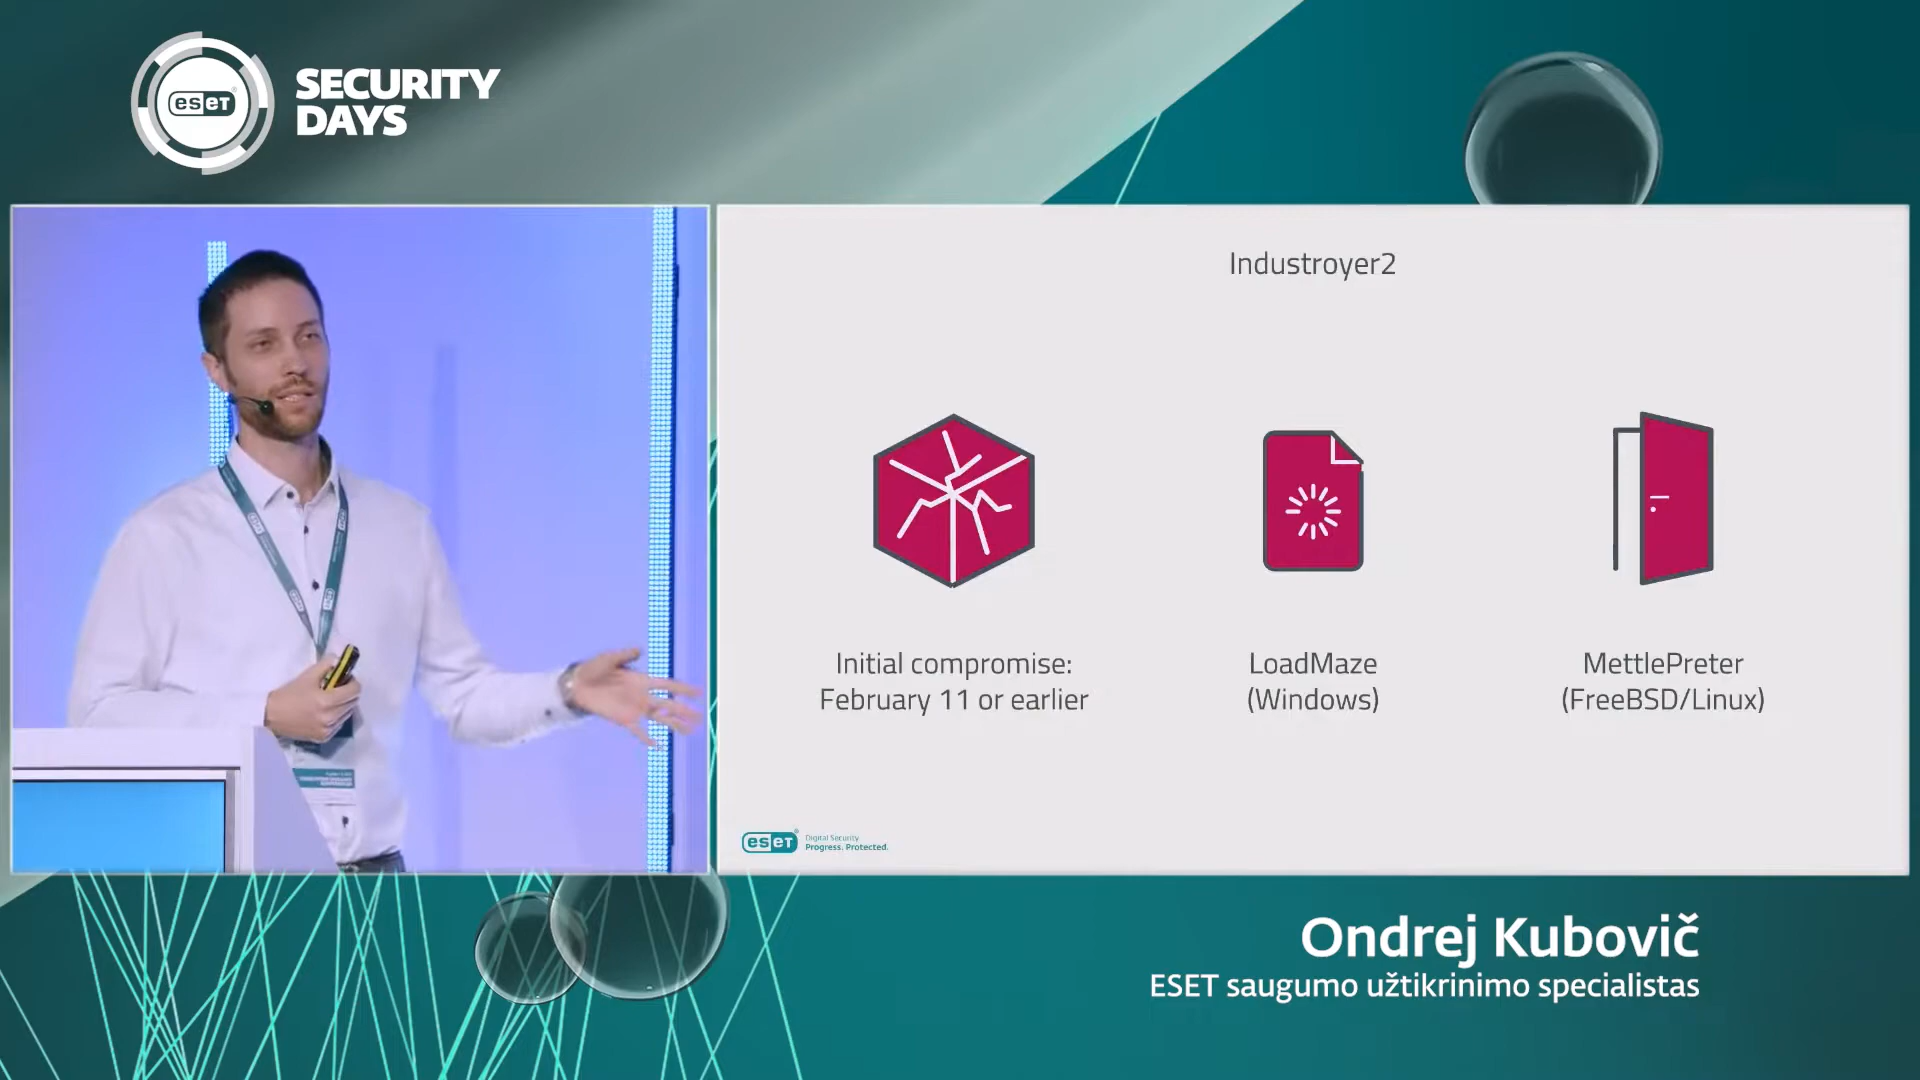 eset
SECURITY
DAYS
Industroyer2
Initial compromise:
February 11 or earlier
LoadMaze
(Windows)
MettlePreter
(FreeBSD/Linux)
eset
Digital Security
Progress. Protected.
Ondrej Kubovič
ESET saugumo užtikrinimo specialistas